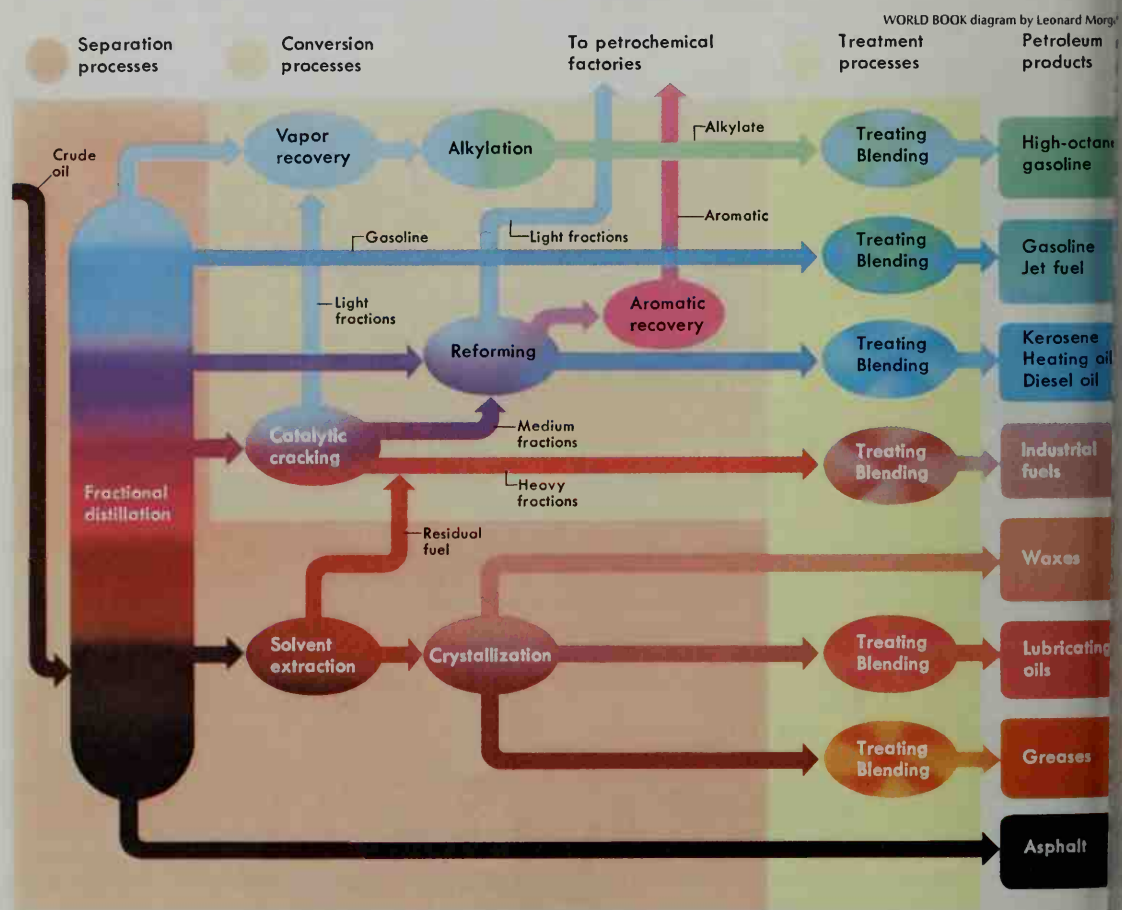 WORLD BOOK diagram by Leonard Morg
Separation
processes
Conversion
processes
To petrochemical
factories
Treatment
processes
Petroleum
products
Crude
oil
Vapor
recovery
Alkylation
Alkylate
Treating
Blending
High-octane
gasoline
Gasoline
Light fractions
Aromatic
Treating
Blending
Gasoline
Jet fuel
Light
fractions
Aromatic
recovery
Reforming
Treating
Blending
Kerosene
Heating oil
Diesel oil
Catalytic
cracking
Medium
fractions
Treating
Blending
Industrial
fuels
Heavy
fractions
Fractional
distillation
Residual
fuel
Waxes
Solvent
extraction
Crystallization
Treating
Blending
Lubricating
oils
Treating
Blending
Greases
Asphalt